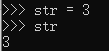 >>> str = 3
>>> str
3